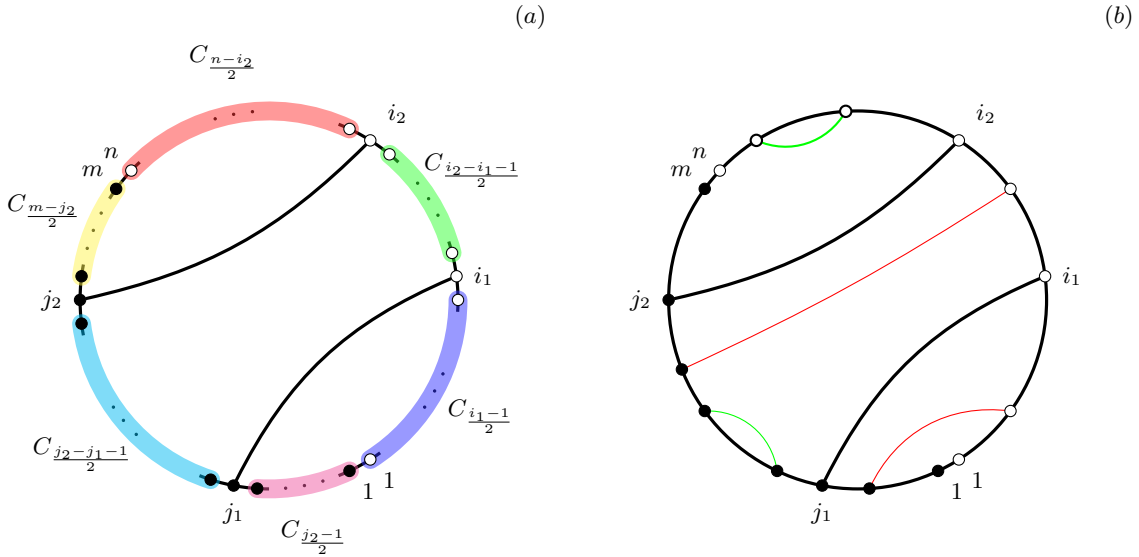 (a)
(b)
C_{\frac{n-i_2}{2}}
i_2
n
m
C_{\frac{i_2-i_1-1}{2}}
C_{\frac{m-j_2}{2}}
i_1
j_2
C_{\frac{i_1-1}{2}}
C_{\frac{j_2-j_1-1}{2}}
1
1
j_1
C_{\frac{j_2-1}{2}}
i_2
n
m
i_1
j_2
1
1
j_1